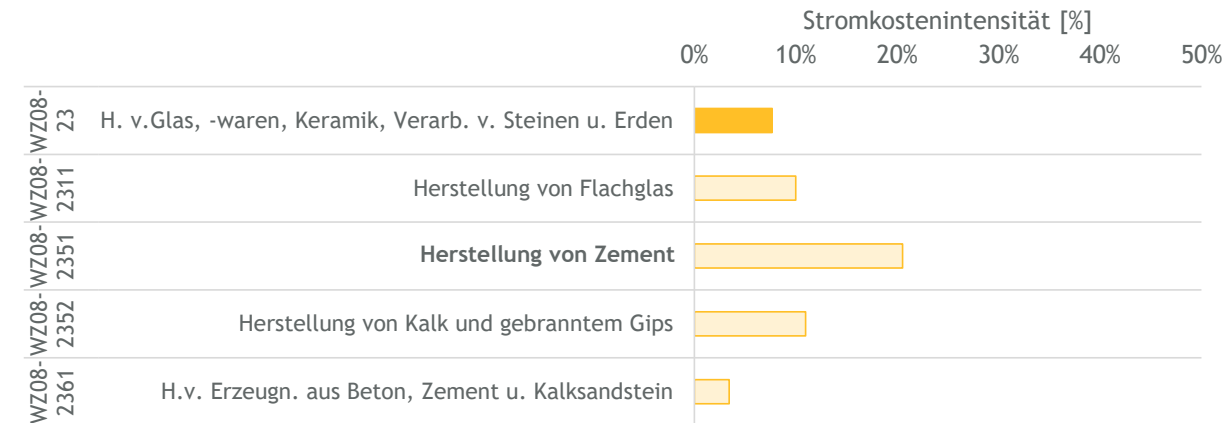 Stromkostenintensität [%]
0% 10% 20% 30% 40% 50%
WZ08-
23
H. v.Glas, -waren, Keramik, Verarb. v. Steinen u. Erden
WZ08-
2311
Herstellung von Flachglas
WZ08-
2351
Herstellung von Zement
WZ08-
2352
Herstellung von Kalk und gebranntem Gips
WZ08-
2361
H.v. Erzeugn. aus Beton, Zement u. Kalksandstein